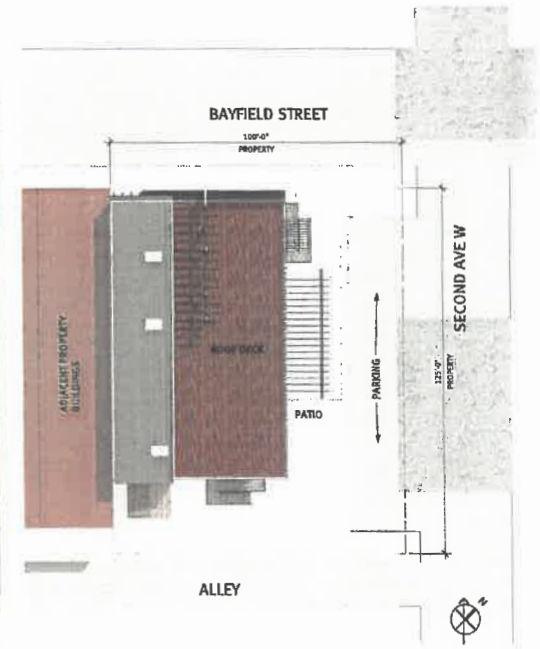 BAYFIELD STREET
100'-0"
PROPERTY
SECOND AVE W
125'-0"
PROPERTY
ADJACENT PROPERTY
BUILDINGS
ROOF DECK
PARKING
PATIO
ALLEY
N